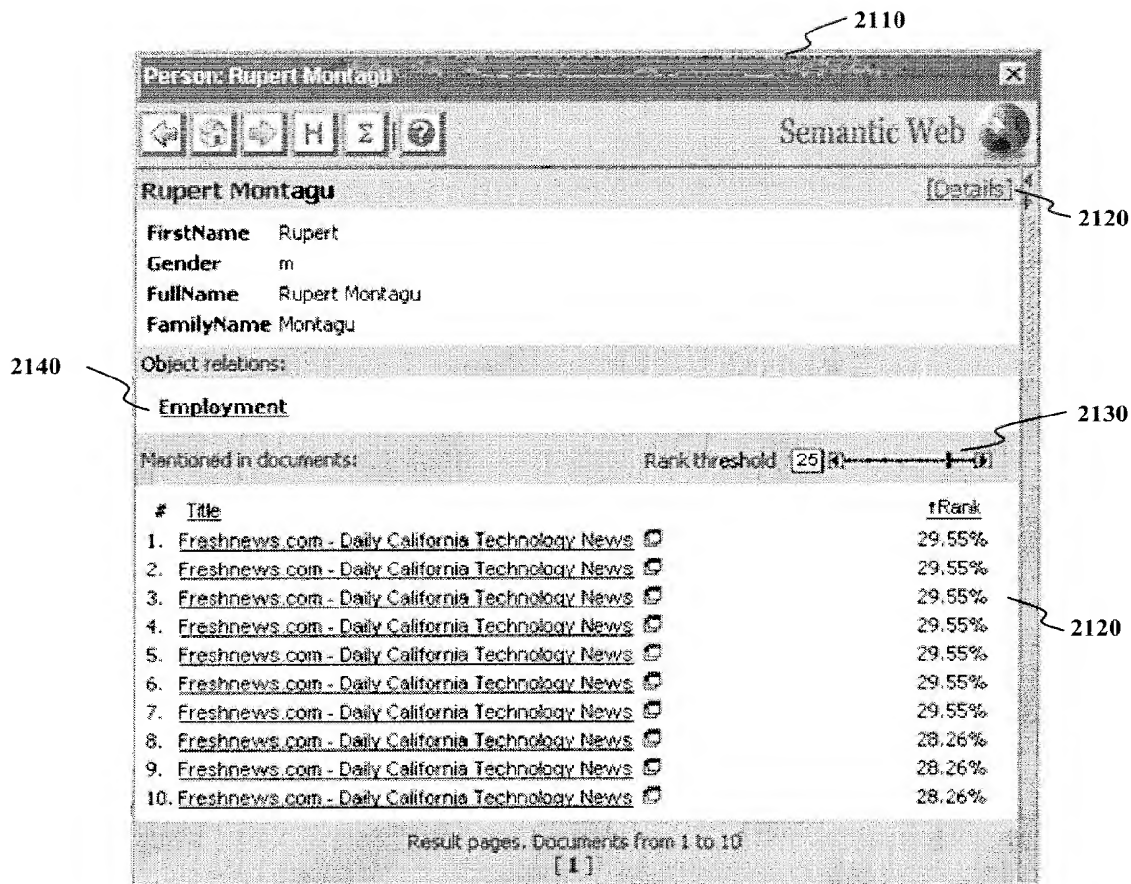 2110
Person: Rupert Montagu
H Σ ?
Semantic Web
Rupert Montagu [Details]
2120
FirstName Rupert
Gender m
FullName Rupert Montagu
FamilyName Montagu
2140
Object relations:
Employment
2130
Mentioned in documents: Rank threshold 25
# Title ↑Rank
1. Freshnews.com - Daily California Technology News 29.55%
2. Freshnews.com - Daily California Technology News 29.55%
3. Freshnews.com - Daily California Technology News 29.55%
4. Freshnews.com - Daily California Technology News 29.55%
2120
5. Freshnews.com - Daily California Technology News 29.55%
6. Freshnews.com - Daily California Technology News 29.55%
7. Freshnews.com - Daily California Technology News 29.55%
8. Freshnews.com - Daily California Technology News 28.26%
9. Freshnews.com - Daily California Technology News 28.26%
10. Freshnews.com - Daily California Technology News 28.26%
Result pages. Documents from 1 to 10
[ 1 ]